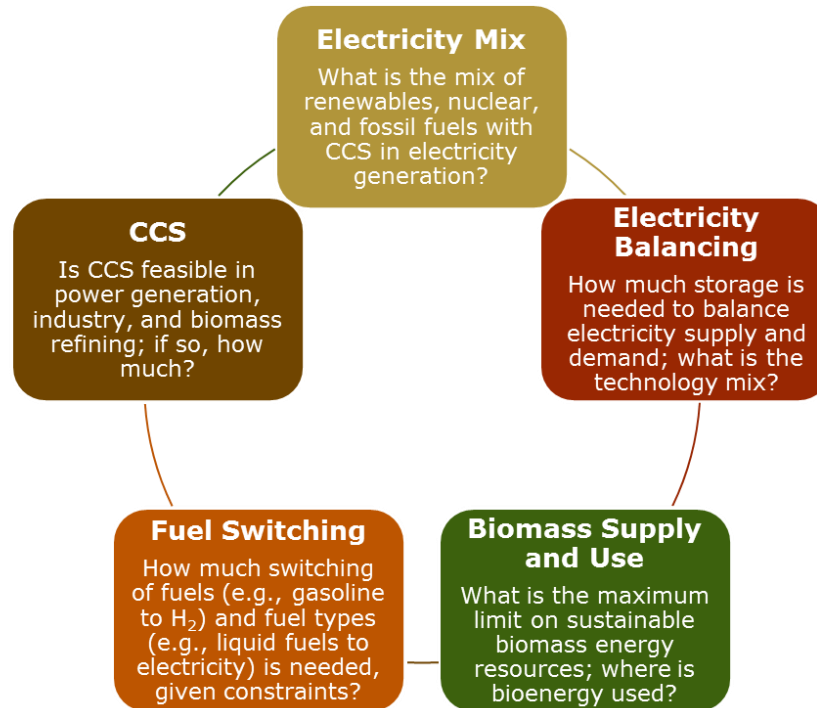 Electricity Mix
What is the mix of
renewables, nuclear,
and fossil fuels with
CCS in electricity
generation?
Electricity
Balancing
How much storage is
needed to balance
electricity supply and
demand; what is the
technology mix?
Biomass Supply
and Use
What is the maximum
limit on sustainable
biomass energy
resources; where is
bioenergy used?
Fuel Switching
How much switching
of fuels (e.g., gasoline
to H₂) and fuel types
(e.g., liquid fuels to
electricity) is needed,
given constraints?
CCS
Is CCS feasible in
power generation,
industry, and biomass
refining; if so, how
much?